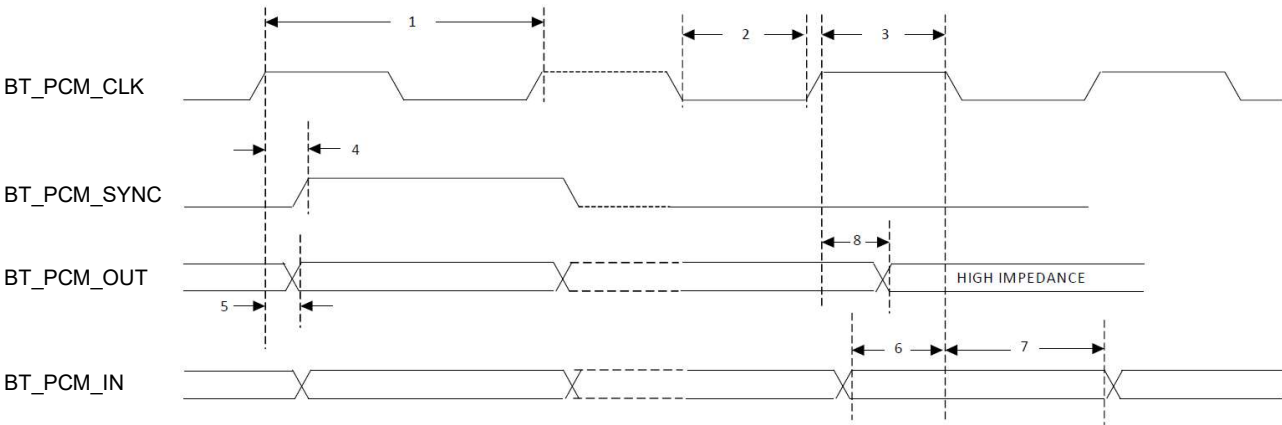 1
2
3
BT_PCM_CLK
4
BT_PCM_SYNC
8
BT_PCM_OUT
HIGH IMPEDANCE
5
6
7
BT_PCM_IN